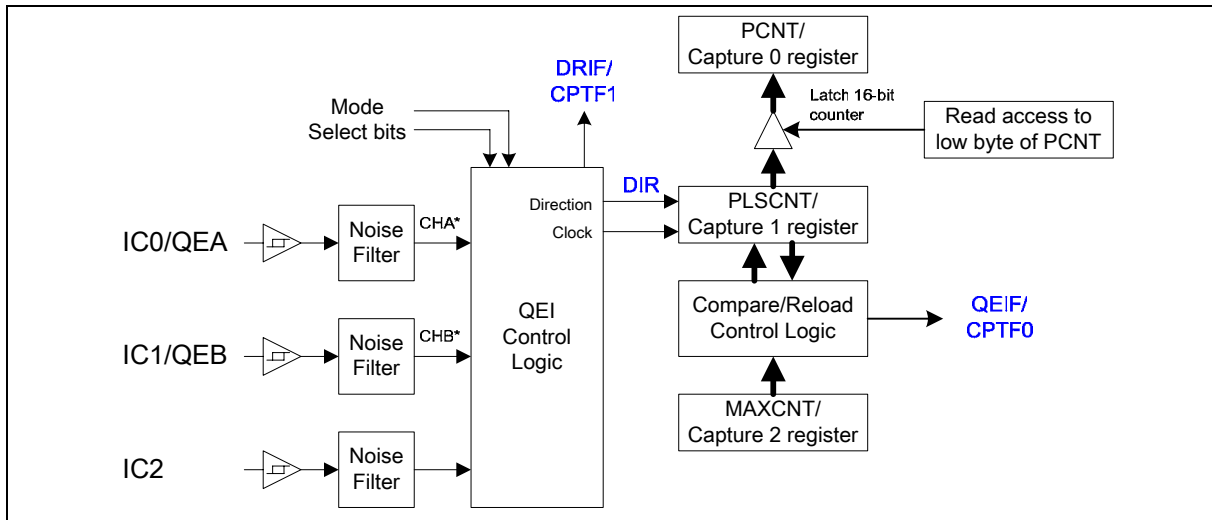 PCNT/
Capture 0 register
DRIF/
CPTF1
Mode
Select bits
Latch 16-bit
counter
Read access to
low byte of PCNT
Direction
DIR
PLSCNT/
Capture 1 register
Clock
IC0/QEA
Noise
Filter
CHA*
QEI
Control
Logic
Compare/Reload
Control Logic
QEIF/
CPTF0
IC1/QEB
Noise
Filter
CHB*
MAXCNT/
Capture 2 register
IC2
Noise
Filter